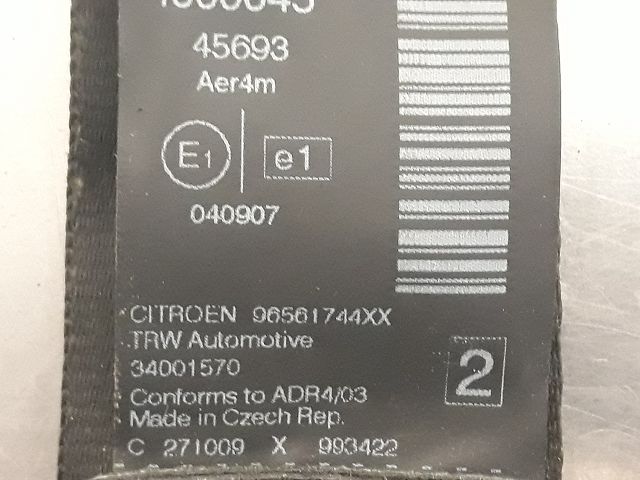 45693
Aer4m
E1 e1
040907
CITROEN 96561744XX
TRW Automotive
34001570
Conforms to ADR4/03
Made in Czech Rep.
2
C 271009 X 993422